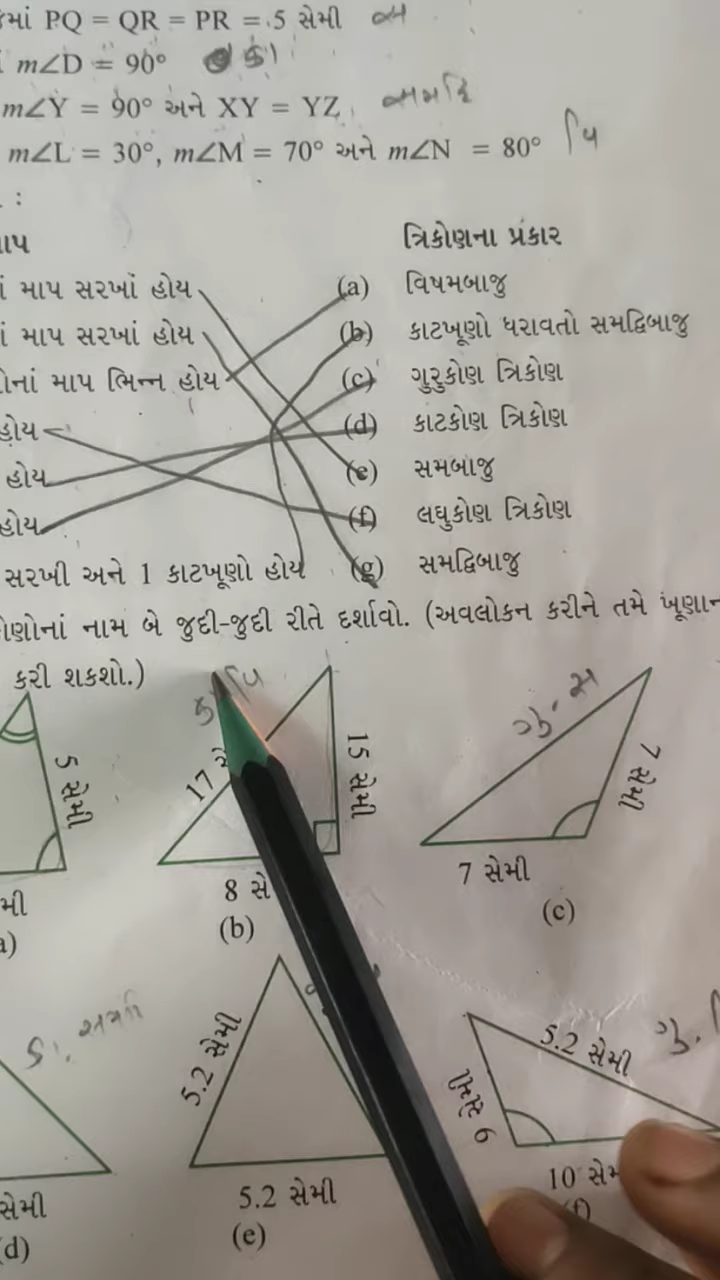 માં PQ = QR = PR = 5 સેમી સ
m∠D = 90° કા
m∠Y = 90° અને XY = YZ સમદ્વિ
m∠L = 30°, m∠M = 70° અને m∠N = 80° વિ
:
ત્રિકોણના પ્રકાર
માપ સરખાં હોય (a) વિષમબાજુ
માપ સરખાં હોય (b) કાટખૂણો ધરાવતો સમદ્વિબાજુ
માપ ભિન્ન હોય (c) ગુરુકોણ ત્રિકોણ
હોય (d) કાટકોણ ત્રિકોણ
હોય (e) સમબાજુ
હોય (f) લઘુકોણ ત્રિકોણ
સરખી અને 1 કાટખૂણો હોય (g) સમદ્વિબાજુ
નામ બે જુદી-જુદી રીતે દર્શાવો. (અવલોકન કરીને તમે
કરી શકશો.)
કા વિ
ગુ. સ
5 સેમી
17
15 સેમી
7 સેમી
8 સે
7 સેમી
(b)
(c)
કા.
ગુ.
5.2 સેમી
5.2 સેમી
6 સેમી
સેમી
5.2 સેમી
10
(d)
(e)
(f)